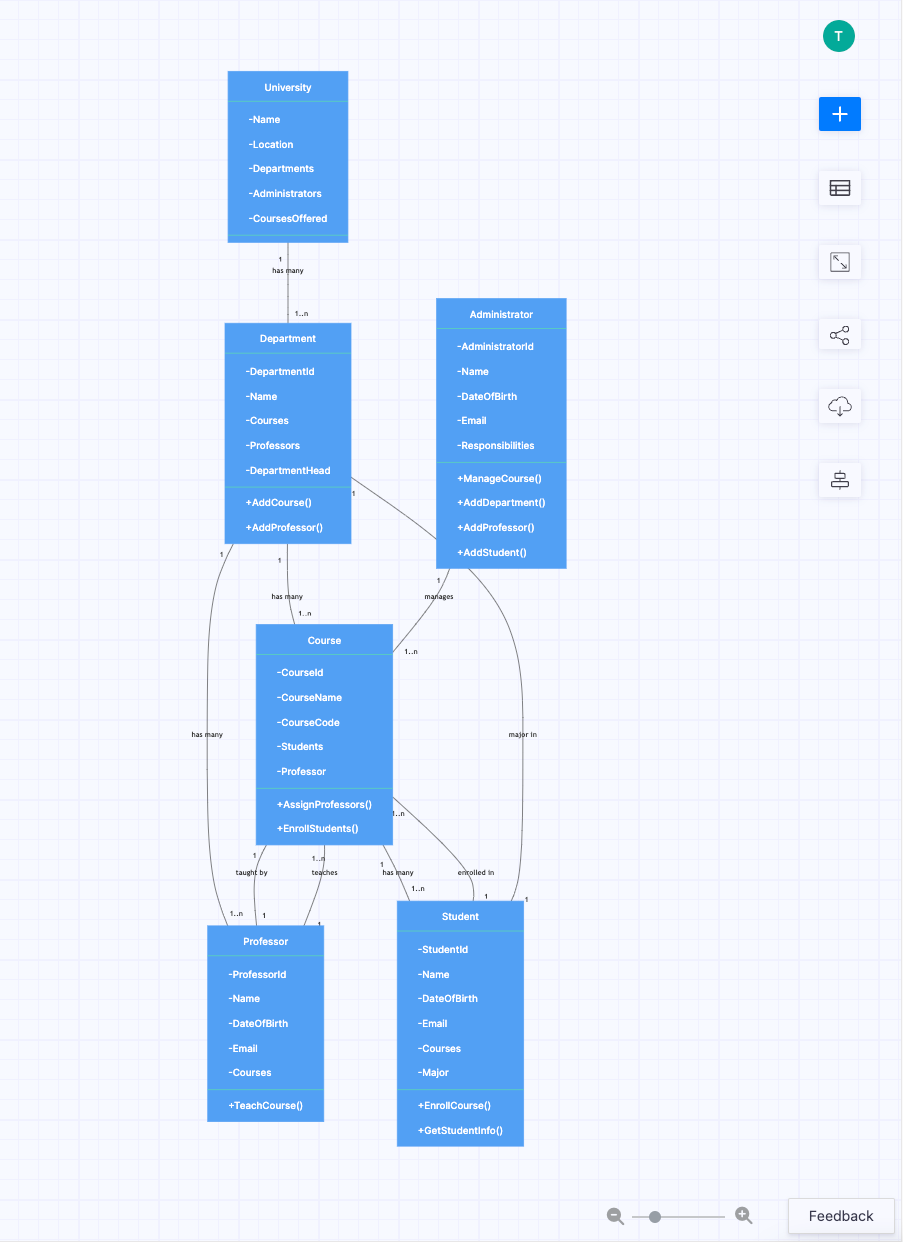 T
University
-Name
-Location
-Departments
-Administrators
-CoursesOffered
1
has many
1..n
Department
-DepartmentId
-Name
-Courses
-Professors
-DepartmentHead
+AddCourse()
+AddProfessor()
Administrator
-AdministratorId
-Name
-DateOfBirth
-Email
-Responsibilities
+ManageCourse()
+AddDepartment()
+AddProfessor()
+AddStudent()
1
1
1
has many
1..n
1
manages
1..n
Course
-CourseId
-CourseName
-CourseCode
-Students
-Professor
+AssignProfessors()
+EnrollStudents()
has many
major in
1..n
1
taught by
1..n
teaches
1
has many
enrolled in
1..n
1
1
1..n
1
1
Professor
-ProfessorId
-Name
-DateOfBirth
-Email
-Courses
+TeachCourse()
Student
-StudentId
-Name
-DateOfBirth
-Email
-Courses
-Major
+EnrollCourse()
+GetStudentInfo()
Feedback